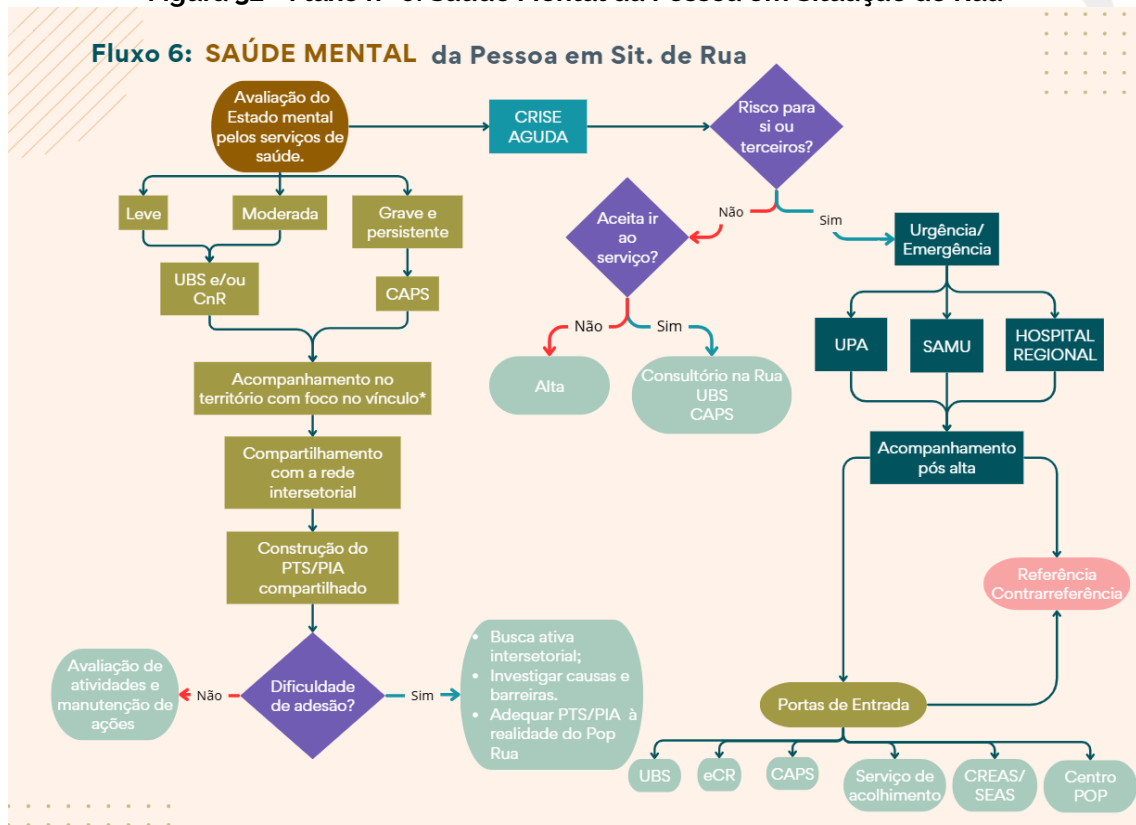 Fluxo 6: SAÚDE MENTAL da Pessoa em Sit. de Rua
Avaliação do
Estado mental
pelos serviços de
saúde.
CRISE
AGUDA
Risco para
si ou
terceiros?
Leve
Moderada
Grave e
persistente
UBS e/ou
CnR
CAPS
Aceita ir
ao
serviço?
Não
Sim
Urgência/
Emergência
Não
Sim
Alta
Consultório na Rua
UBS
CAPS
UPA
SAMU
HOSPITAL
REGIONAL
Acompanhamento no
território com foco no vínculo*
Compartilhamento
com a rede
intersetorial
Construção do
PTS/PIA
compartilhado
Acompanhamento
pós alta
Referência
Contrarreferência
Dificuldade
de adesão?
Não
Sim
Avaliação de
atividades e
manutenção de
ações
• Busca ativa
intersetorial;
• Investigar causas e
barreiras.
• Adequar PTS/PIA à
realidade do Pop
Rua
Portas de Entrada
UBS
eCR
CAPS
Serviço de
acolhimento
CREAS/
SEAS
Centro
POP